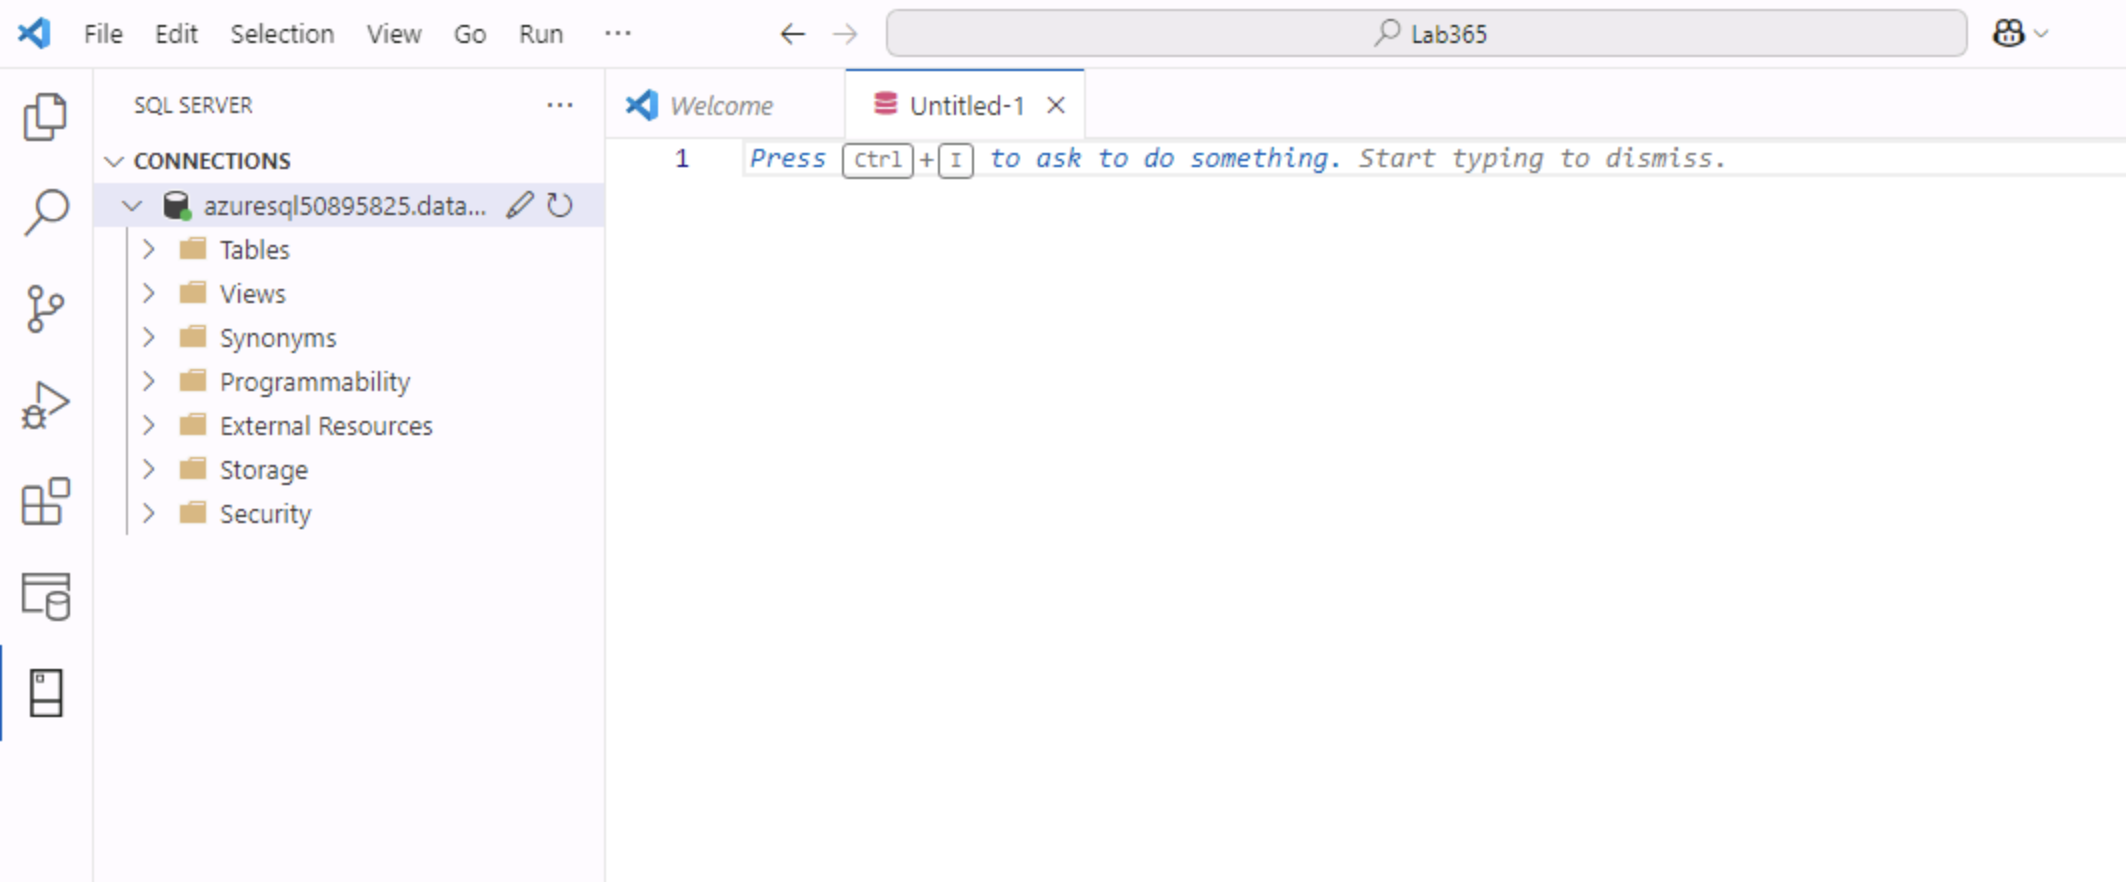 File Edit Selection View Go Run ···
Lab365
SQL SERVER ···
Welcome
Untitled-1
CONNECTIONS
azuresql50895825.data...
Tables
Views
Synonyms
Programmability
External Resources
Storage
Security
1 Press Ctrl+I to ask to do something. Start typing to dismiss.